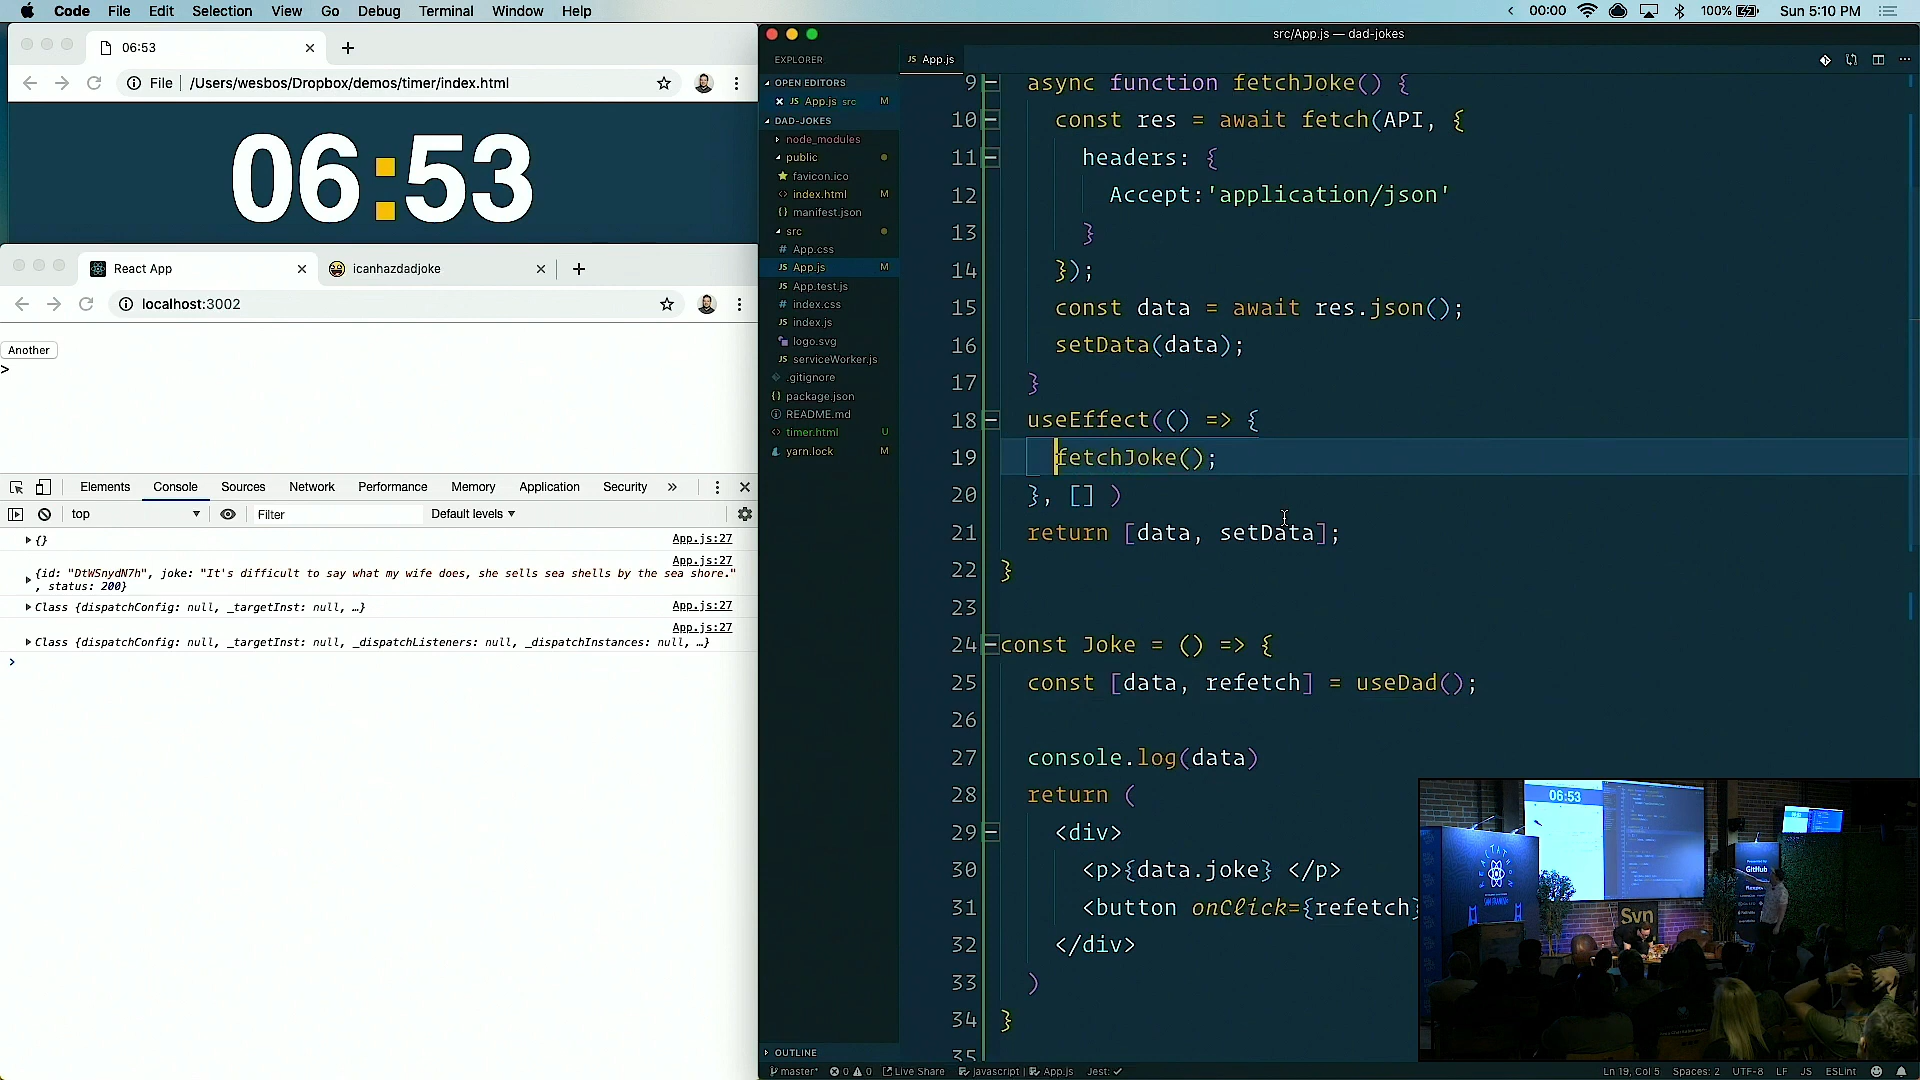 Code File Edit Selection View Go Debug Terminal Window Help
00:00 100% Sun 5:10 PM
06:53
File /Users/wesbos/Dropbox/demos/timer/index.html
06:53
React App
icanhazdadjoke
localhost:3002
Another
>
Elements Console Sources Network Performance Memory Application Security »
top Filter Default levels ▼
{} App.js:27
App.js:27
{id: "DtWSnydN7h", joke: "It's difficult to say what my wife does, she sells sea shells by the sea shore."
, status: 200}
Class {dispatchConfig: null, _targetInst: null, …} App.js:27
App.js:27
Class {dispatchConfig: null, _targetInst: null, _dispatchListeners: null, _dispatchInstances: null, …}
>
src/App.js — dad-jokes
EXPLORER
OPEN EDITORS
JS App.js src M
DAD-JOKES
node_modules
public
favicon.ico
<> index.html M
{} manifest.json
src
# App.css
JS App.js M
JS App.test.js
# index.css
JS index.js
logo.svg
JS serviceWorker.js
.gitignore
{} package.json
README.md
<> timer.html U
yarn.lock M
OUTLINE
JS App.js
9 async function fetchJoke() {
10 const res = await fetch(API, {
11 headers: {
12 Accept:'application/json'
13 }
14 });
15 const data = await res.json();
16 setData(data);
17 }
18 useEffect(() => {
19 fetchJoke();
20 }, [] )
21 return [data, setData];
22 }
23
24 const Joke = () => {
25 const [data, refetch] = useDad();
26
27 console.log(data)
28 return (
29 <div>
30 <p>{data.joke} </p>
31 <button onClick={refetch}
32 </div>
33 )
34 }
35
06:53
GitHub
Syn
master* 0 0 Live Share javascript | App.js Jest: ✓
Ln 19, Col 5 Spaces: 2 UTF-8 LF JS ESLint